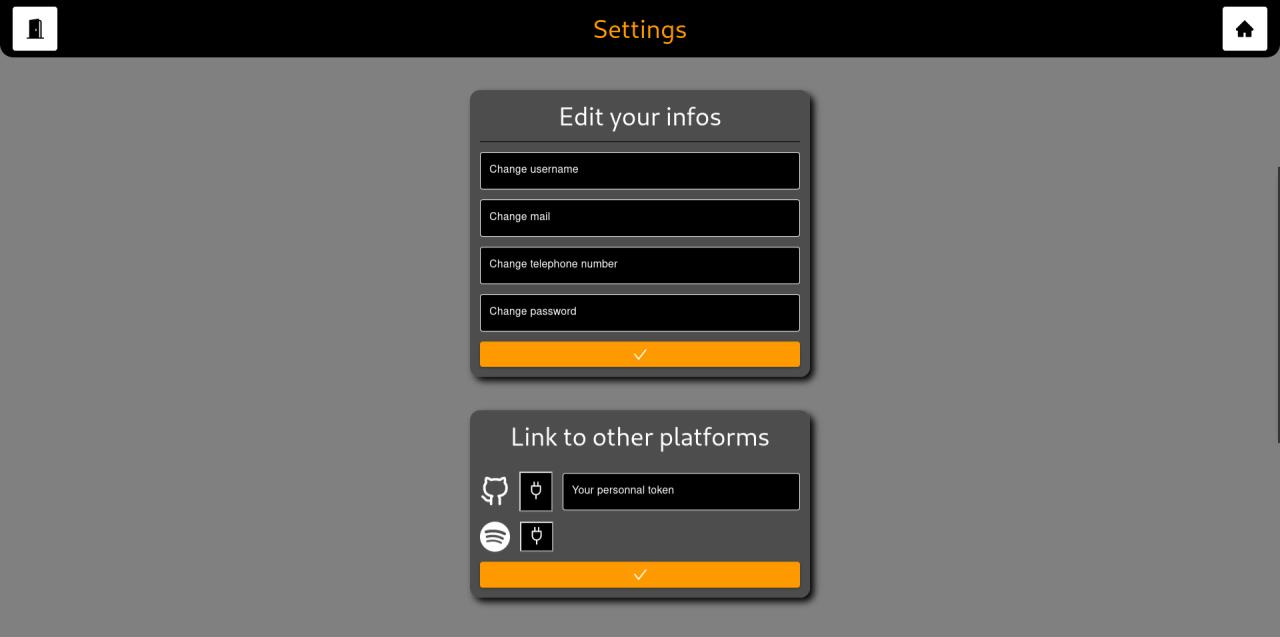 Settings
Edit your infos
Change username
Change mail
Change telephone number
Change password
Link to other platforms
Your personnal token